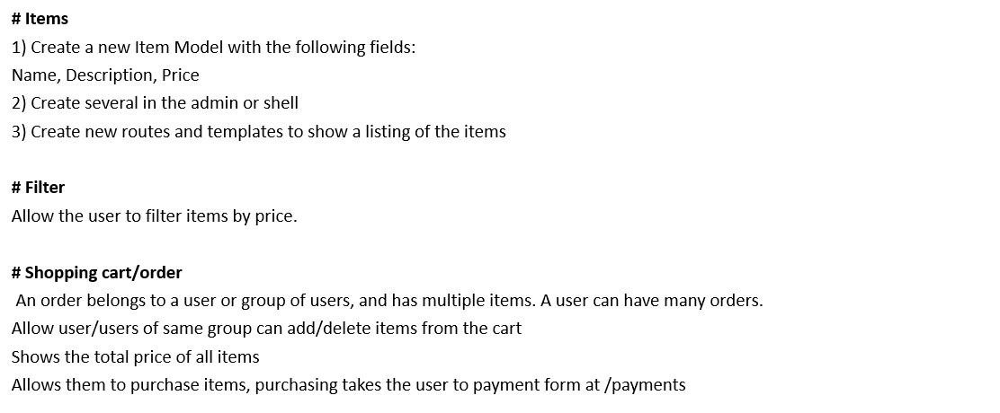 # Items
1) Create a new Item Model with the following fields:
Name, Description, Price
2) Create several in the admin or shell
3) Create new routes and templates to show a listing of the items
# Filter
Allow the user to filter items by price.
# Shopping cart/order
An order belongs to a user or group of users, and has multiple items. A user can have many orders.
Allow user/users of same group can add/delete items from the cart
Shows the total price of all items
Allows them to purchase items, purchasing takes the user to payment form at /payments